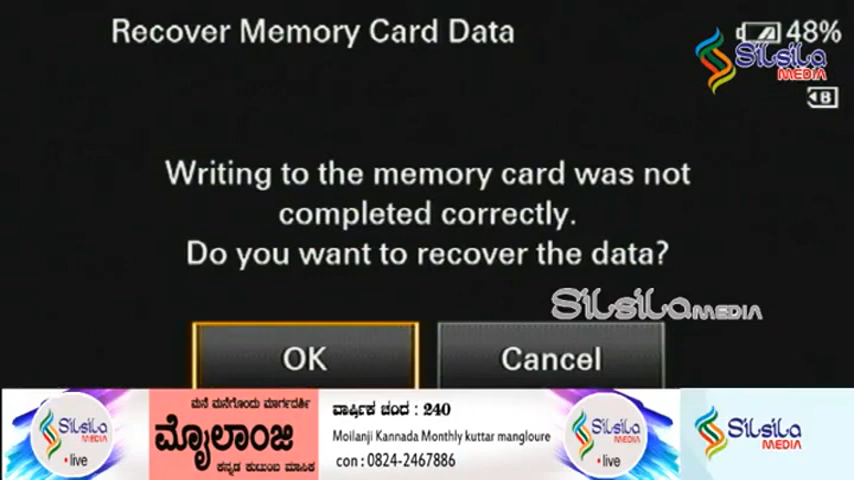 Recover Memory Card Data
48%
SilSila
MEDIA
B
Writing to the memory card was not
completed correctly.
Do you want to recover the data?
SilSila MEDIA
OK
Cancel
SilSila
MEDIA
live
ಮನೆ ಮನೆಗೊಂದು ಮಾರ್ಗದರ್ಶಿ
ಮೈಲಾಂಜಿ
ಕನ್ನಡ ಕುಟುಂಬ ಮಾಸಿಕ
ವಾರ್ಷಿಕ ಚಂದ : 240
Moilanji Kannada Monthly kuttar mangloure
con : 0824-2467886
SilSila
MEDIA
live
SilSila
MEDIA